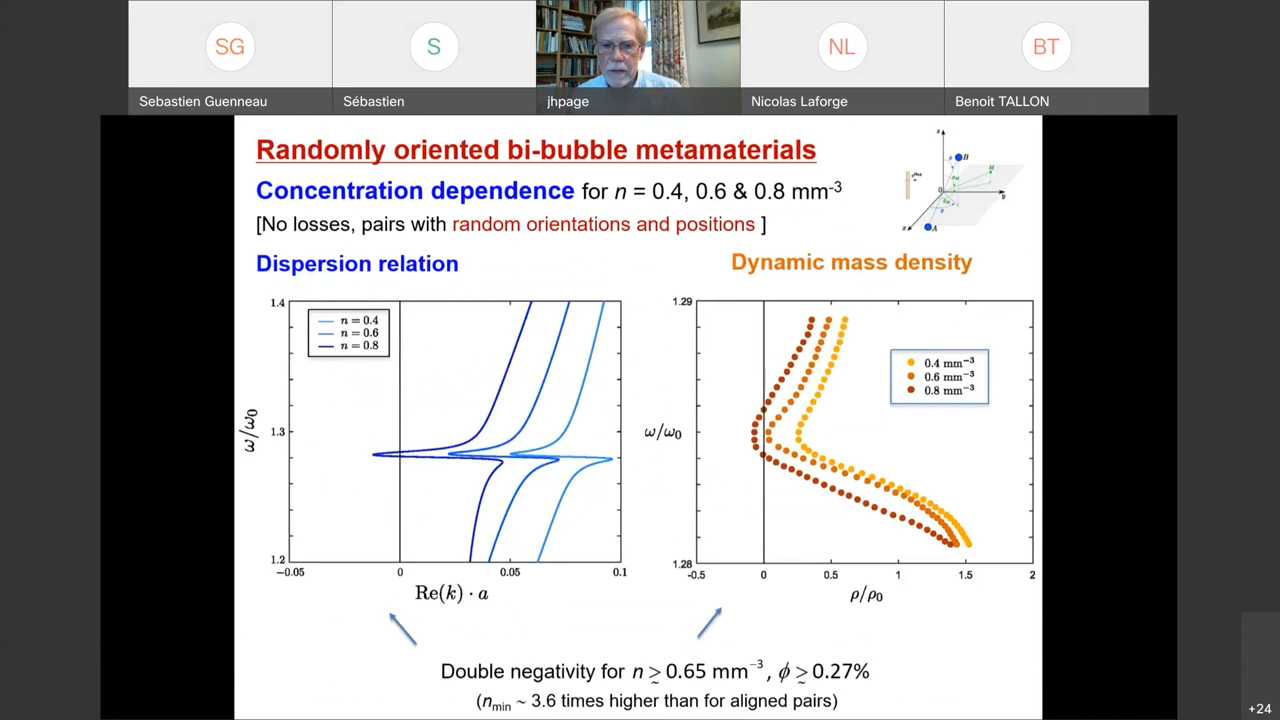 SG
S
NL
BT
Sebastien Guenneau
Sébastien
jhpage
Nicolas Laforge
Benoit TALLON
Randomly oriented bi-bubble metamaterials
Concentration dependence for n = 0.4, 0.6 & 0.8 mm-3
[No losses, pairs with random orientations and positions ]
Dispersion relation
Dynamic mass density
B
A
M
0
x
y
z
1.4
1.3
1.2
ω/ω0
n = 0.4
n = 0.6
n = 0.8
−0.05
0
0.05
0.1
Re(k) · a
1.29
1.28
ω/ω0
0.4 mm−3
0.6 mm−3
0.8 mm−3
-0.5
0
0.5
1
1.5
2
ρ/ρ0
Double negativity for n ≳ 0.65 mm−3, ϕ ≳ 0.27%
(nmin ~ 3.6 times higher than for aligned pairs)
+24